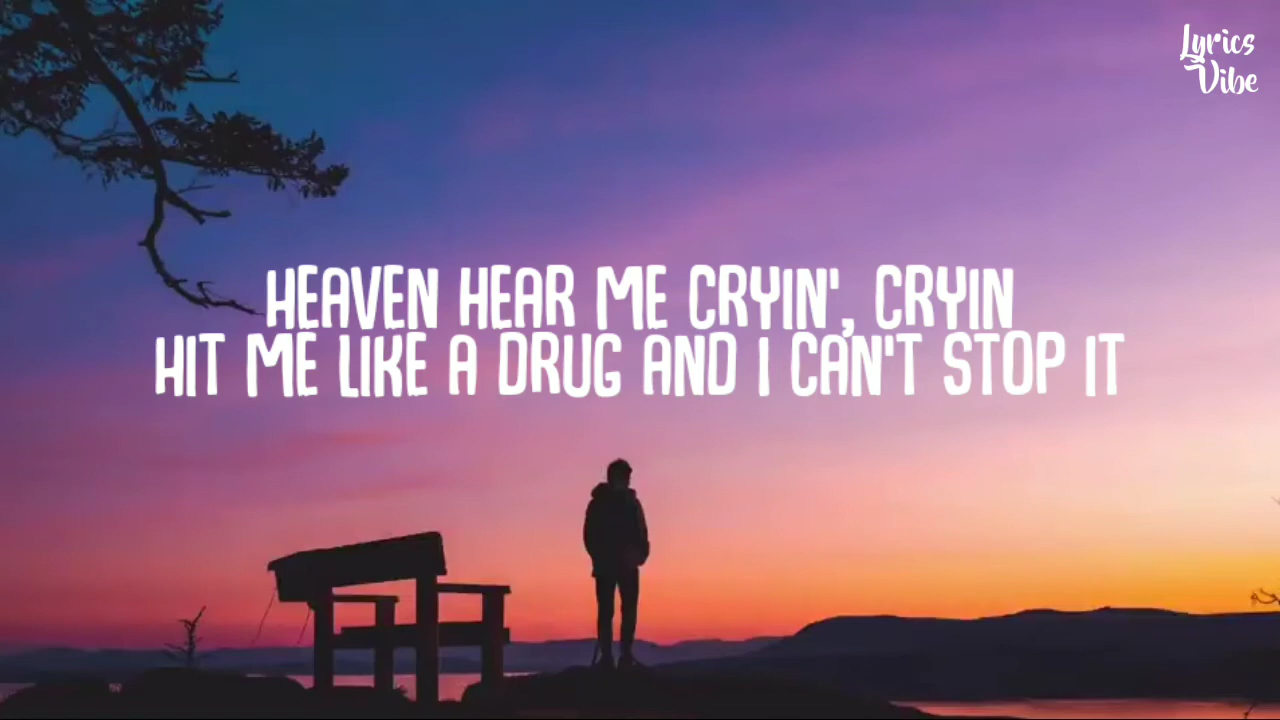 Lyrics
Vibe
HEAVEN HEAR ME CRYIN', CRYIN
HIT ME LIKE A DRUG AND I CAN'T STOP IT